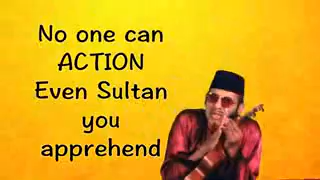 No one can
ACTION
Even Sultan
you
apprehend